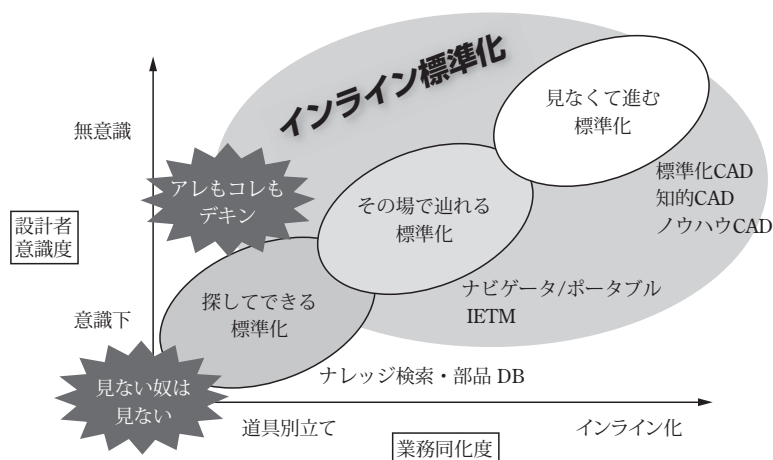 インライン標準化
見なくて進む
標準化
無意識
アレもコレも
デキン
その場で辿れる
標準化
標準化CAD
知的CAD
ノウハウCAD
設計者
意識度
探してできる
標準化
ナビゲータ/ポータブル
IETM
意識下
見ない奴は
見ない
ナレッジ検索・部品 DB
道具別立て
インライン化
業務同化度